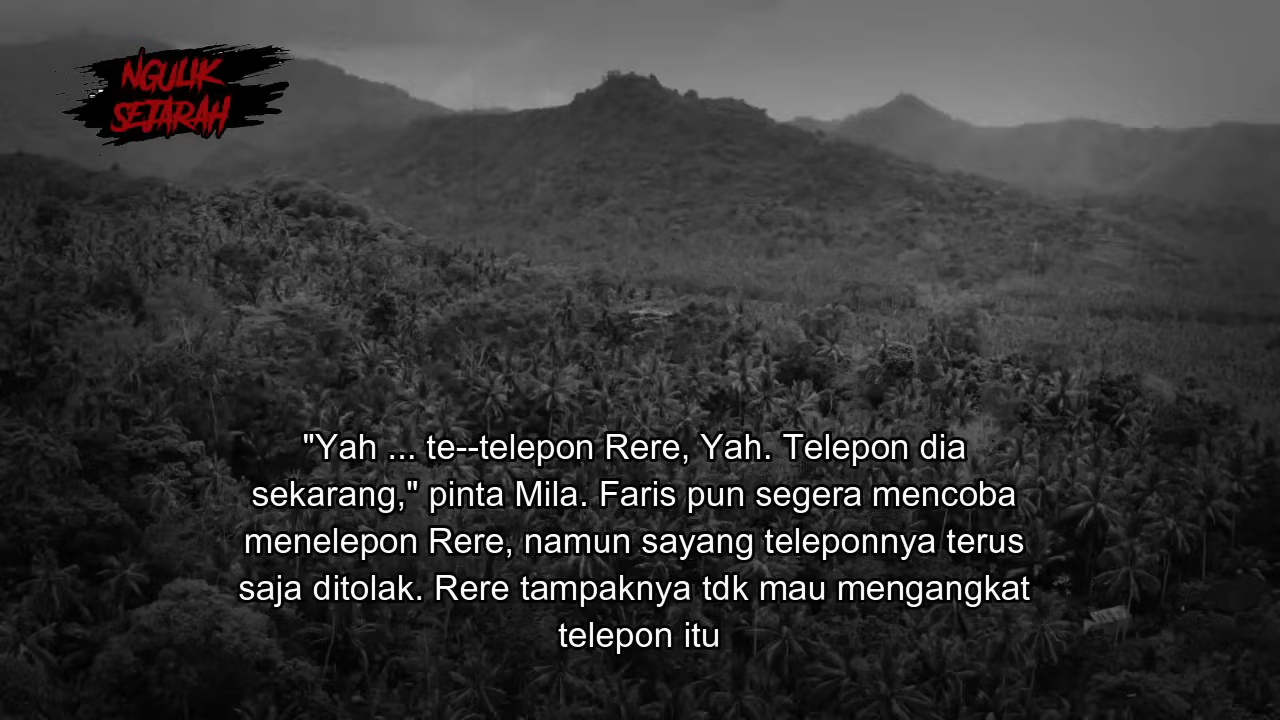 NGULIK
SEJARAH
"Yah ... te--telepon Rere, Yah. Telepon dia
sekarang," pinta Mila. Faris pun segera mencoba
menelepon Rere, namun sayang teleponnya terus
saja ditolak. Rere tampaknya tdk mau mengangkat
telepon itu